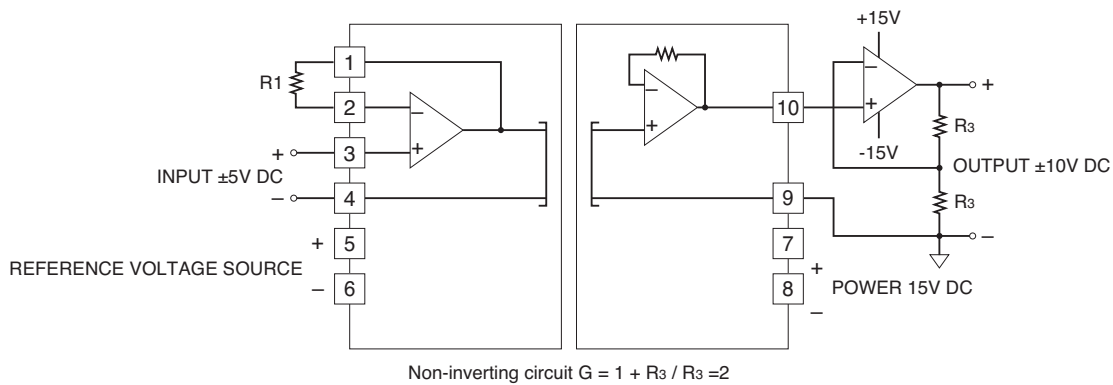 +15V
1
R1
2
−
−
−
10
+
3
+
+
+
+
−15V
R3
INPUT ±5V DC
OUTPUT ±10V DC
−
4
9
R3
+
5
7
−
REFERENCE VOLTAGE SOURCE
+
−
6
8
POWER 15V DC
−
Non-inverting circuit G = 1 + R3 / R3 =2